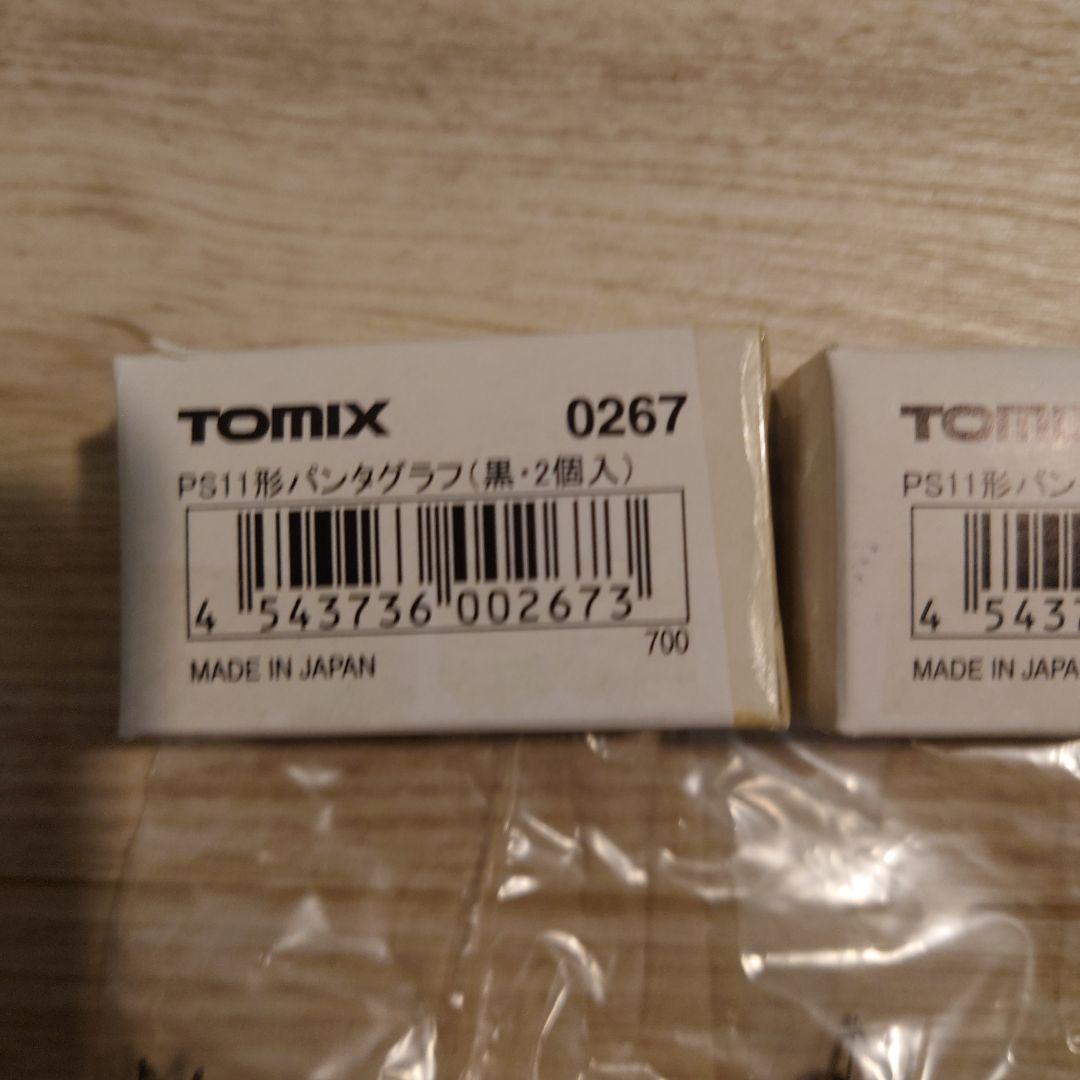 TOMIX 0267
PS11形パンタグラフ(黒・2個入)
4 543736 002673
700
MADE IN JAPAN
TOM
PS11形パン
4 543
MADE IN JAPA